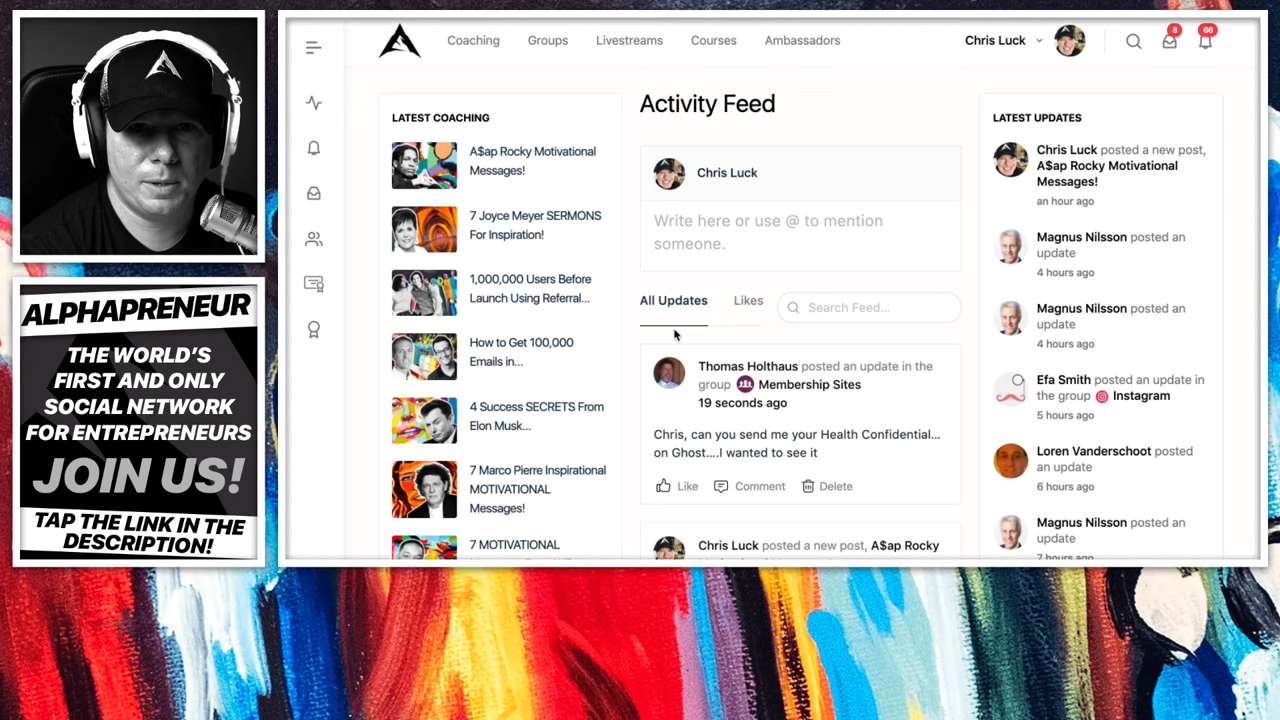 ALPHAPRENEUR
THE WORLD'S
FIRST AND ONLY
SOCIAL NETWORK
FOR ENTREPRENEURS
JOIN US!
TAP THE LINK IN THE
DESCRIPTION!
Coaching Groups Livestreams Courses Ambassadors
Chris Luck
8
66
LATEST COACHING
A$ap Rocky Motivational
Messages!
7 Joyce Meyer SERMONS
For Inspiration!
1,000,000 Users Before
Launch Using Referral...
How to Get 100,000
Emails in...
4 Success SECRETS From
Elon Musk...
7 Marco Pierre Inspirational
MOTIVATIONAL
Messages!
7 MOTIVATIONAL
Activity Feed
Chris Luck
Write here or use @ to mention
someone.
All Updates Likes Search Feed...
Thomas Holthaus posted an update in the
group Membership Sites
19 seconds ago
Chris, can you send me your Health Confidential...
on Ghost....I wanted to see it
Like Comment Delete
Chris Luck posted a new post, A$ap Rocky
LATEST UPDATES
Chris Luck posted a new post,
A$ap Rocky Motivational
Messages!
an hour ago
Magnus Nilsson posted an
update
4 hours ago
Magnus Nilsson posted an
update
4 hours ago
Efa Smith posted an update in
the group Instagram
5 hours ago
Loren Vanderschoot posted
an update
6 hours ago
Magnus Nilsson posted an
update
7 hours ago